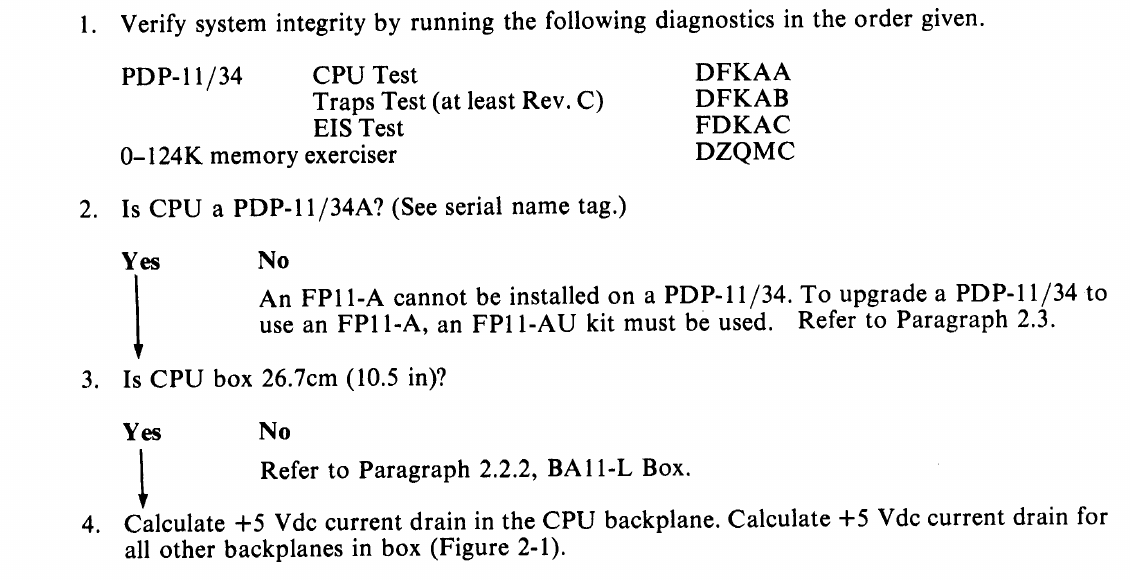 1. Verify system integrity by running the following diagnostics in the order given.
PDP-11/34 CPU Test DFKAA
Traps Test (at least Rev. C) DFKAB
EIS Test FDKAC
0–124K memory exerciser DZQMC
2. Is CPU a PDP-11/34A? (See serial name tag.)
Yes No
An FP11-A cannot be installed on a PDP-11/34. To upgrade a PDP-11/34 to
use an FP11-A, an FP11-AU kit must be used. Refer to Paragraph 2.3.
3. Is CPU box 26.7cm (10.5 in)?
Yes No
Refer to Paragraph 2.2.2, BA11-L Box.
4. Calculate +5 Vdc current drain in the CPU backplane. Calculate +5 Vdc current drain for
all other backplanes in box (Figure 2-1).